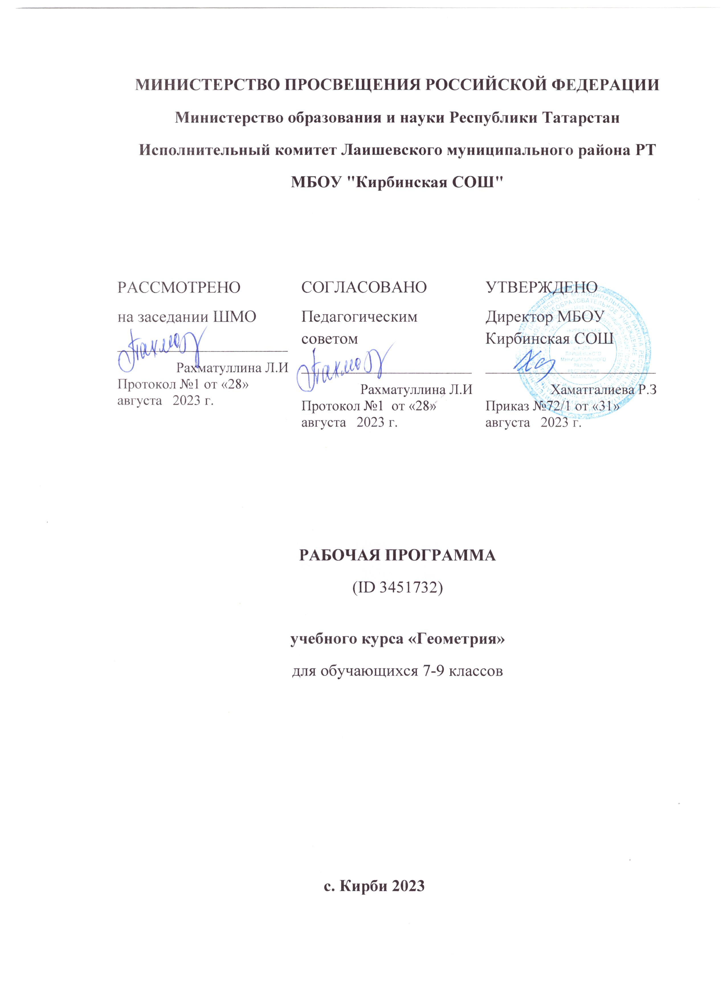 МИНИСТЕРСТВО ПРОСВЕЩЕНИЯ РОССИЙСКОЙ ФЕДЕРАЦИИ
Министерство образования и науки Республики Татарстан
Исполнительный комитет Лаишевского муниципального района РТ
МБОУ "Кирбинская СОШ"
РАССМОТРЕНО
на заседании ШМО
Рахматуллина Л.И
Протокол №1 от «28»
августа 2023 г.
СОГЛАСОВАНО
Педагогическим
советом
Рахматуллина Л.И
Протокол №1 от «28»
августа 2023 г.
УТВЕРЖДЕНО
Директор МБОУ
Кирбинская СОШ
Хаматгалиева Р.З
Приказ №72/1 от «31»
августа 2023 г.
РАБОЧАЯ ПРОГРАММА
(ID 3451732)
учебного курса «Геометрия»
для обучающихся 7-9 классов
с. Кирби 2023